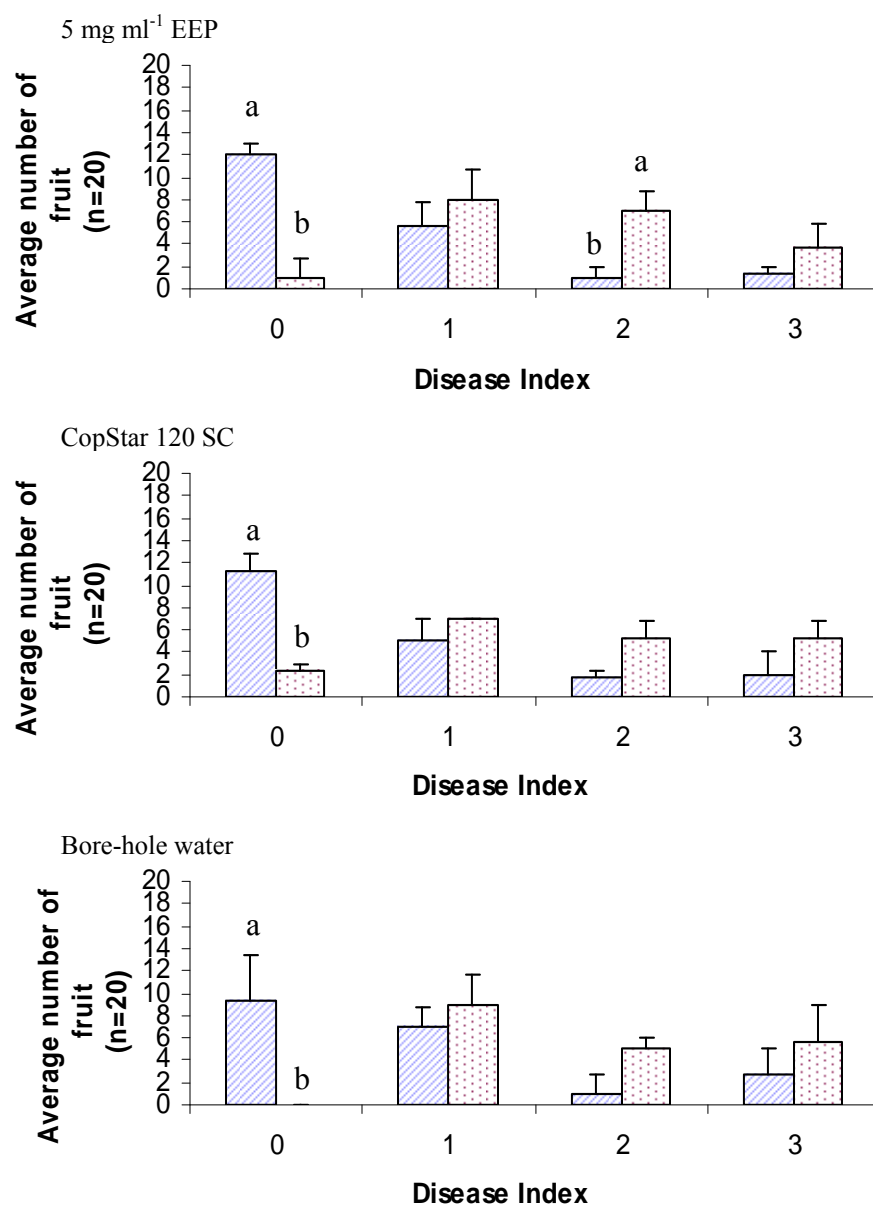 5 mg ml⁻¹ EEP
Average number of
fruit
(n=20)
20
18
16
14
12
10
8
6
4
2
0
a
b
b
a
0 1 2 3
Disease Index
CopStar 120 SC
Average number of
fruit
(n=20)
20
18
16
14
12
10
8
6
4
2
0
a
b
0 1 2 3
Disease Index
Bore-hole water
Average number of
fruit
(n=20)
20
18
16
14
12
10
8
6
4
2
0
a
b
0 1 2 3
Disease Index